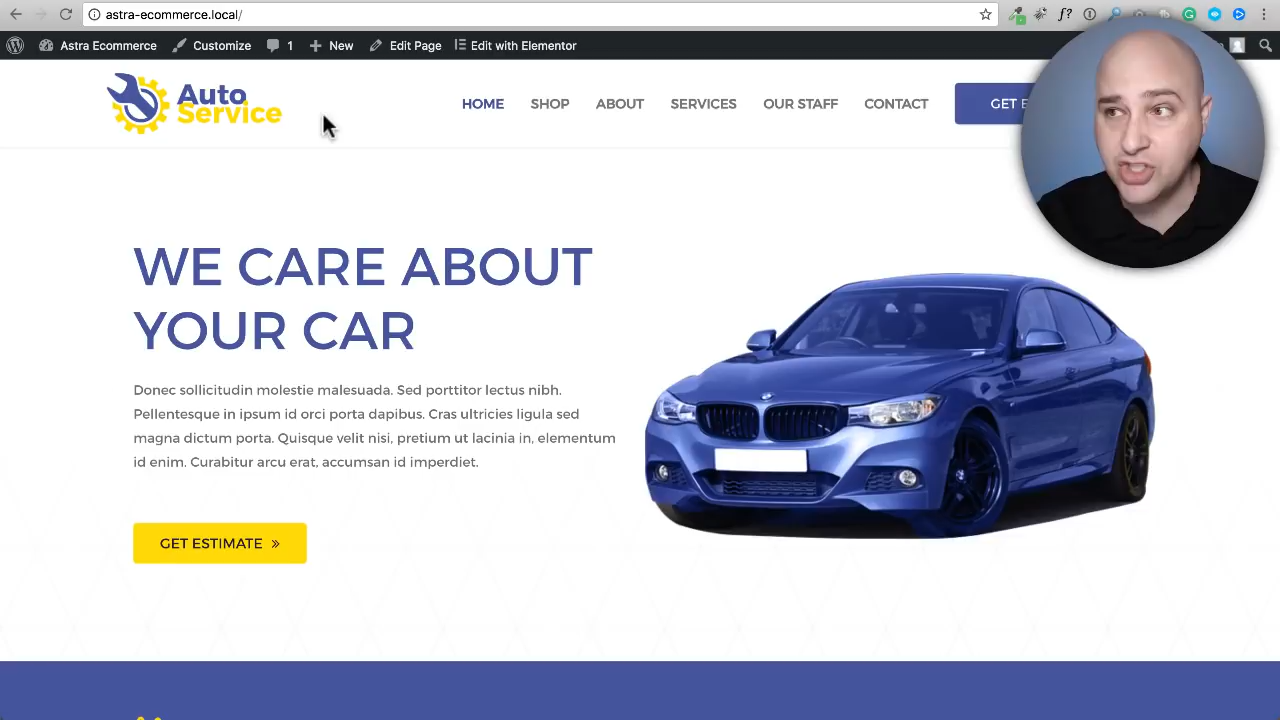 astra-ecommerce.local/
f?
Astra Ecommerce
Customize
1
New
Edit Page
Edit with Elementor
Auto
Service
HOME
SHOP
ABOUT
SERVICES
OUR STAFF
CONTACT
GET
WE CARE ABOUT
YOUR CAR
Donec sollicitudin molestie malesuada. Sed porttitor lectus nibh.
Pellentesque in ipsum id orci porta dapibus. Cras ultricies ligula sed
magna dictum porta. Quisque velit nisi, pretium ut lacinia in, elementum
id enim. Curabitur arcu erat, accumsan id imperdiet.
GET ESTIMATE »